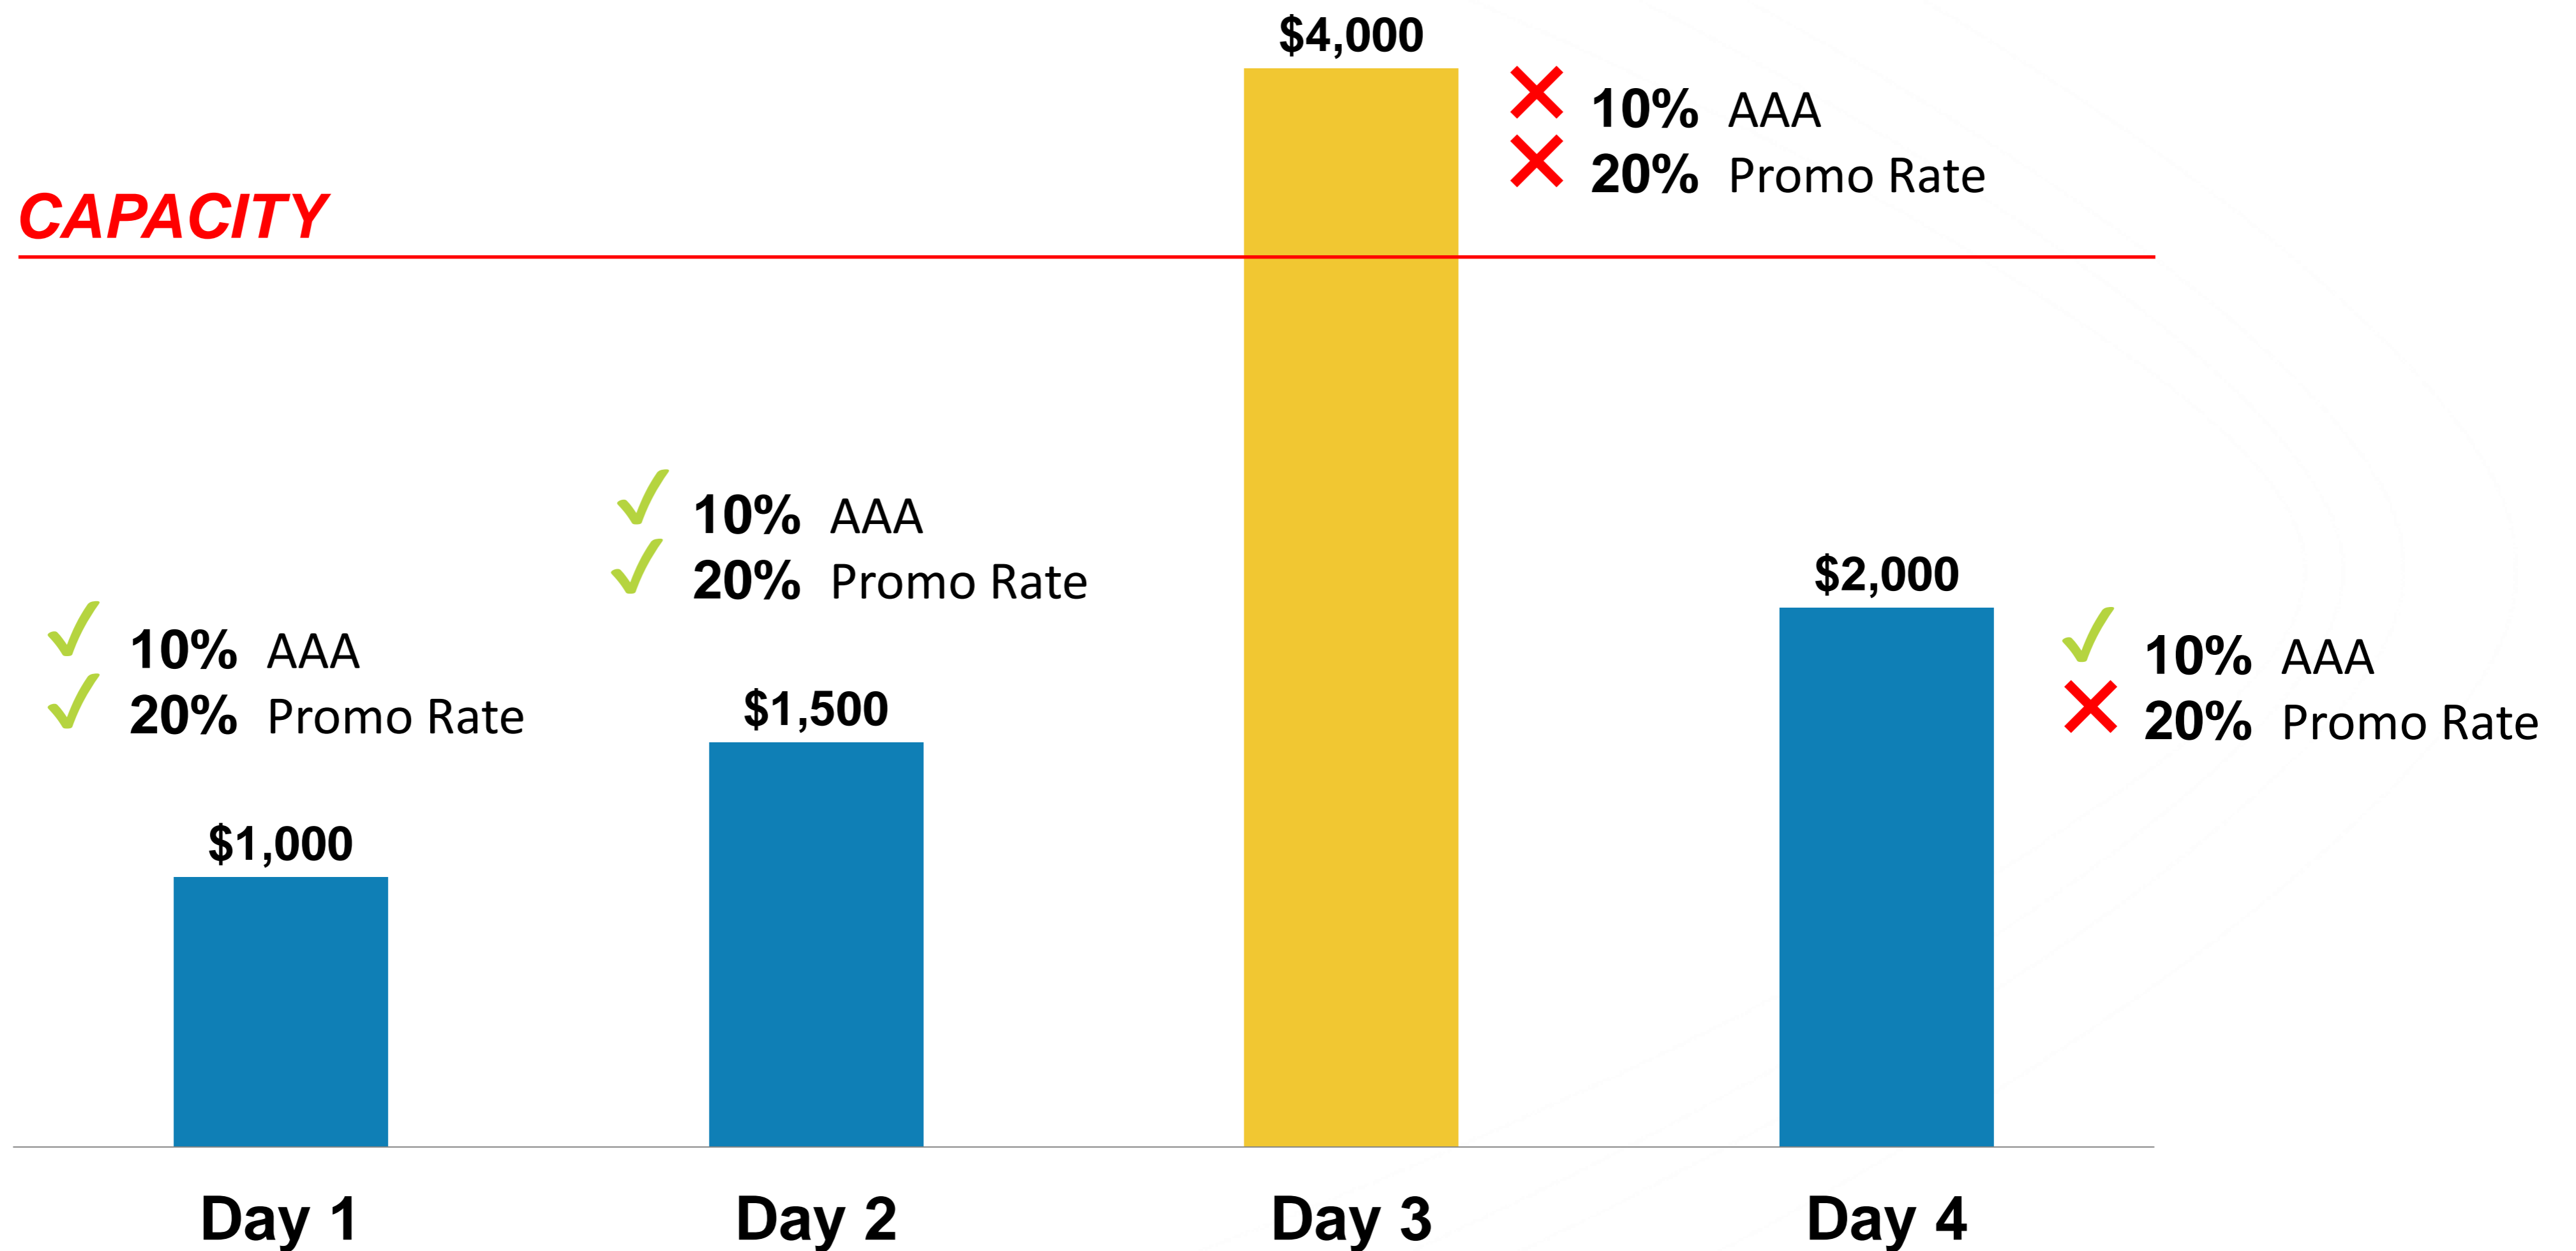 $4,000
10% AAA
20% Promo Rate
CAPACITY
10% AAA
20% Promo Rate
$2,000
10% AAA
20% Promo Rate
10% AAA
20% Promo Rate
$1,500
$1,000
Day 1 Day 2 Day 3 Day 4